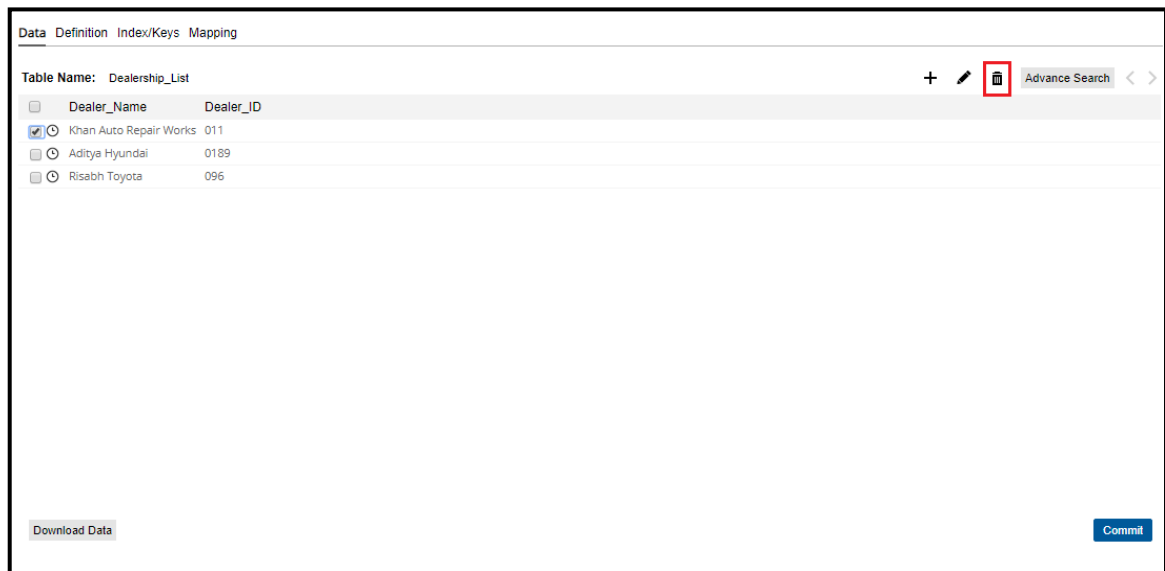 Data Definition Index/Keys Mapping
Table Name: Dealership_List Advance Search
Dealer_Name Dealer_ID
Khan Auto Repair Works 011
Aditya Hyundai 0189
Risabh Toyota 096
Download Data Commit